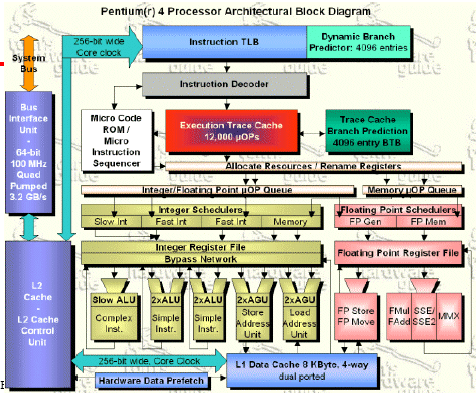 Pentium(r) 4 Processor Architectural Block Diagram
256-bit wide
Core clock
Instruction TLB
Dynamic Branch
Predictor: 4096 entries
System
Bus
Instruction Decoder
Bus
Interface
Unit
-
64-bit
100 MHz
Quad
Pumped
3.2 GB/s
Micro Code
ROM /
Micro
Instruction
Sequencer
Execution Trace Cache
12,000 µOPs
Trace Cache
Branch Prediction
4096 entry BTB
Allocate Resources / Rename Registers
Integer/Floating Point µOP Queue
Memory µOP Queue
Integer Schedulers
Slow Int
Fast Int
Fast Int
Memory
Floating Point Schedulers
FP Gen
FP Mem
Integer Register File
Bypass Network
Floating Point Register File
L2
Cache
-
L2 Cache
Control
Unit
Slow ALU
Complex
Instr.
2xALU
Simple
Instr.
2xALU
Simple
Instr.
2xAGU
Store
Address
Unit
2xAGU
Load
Address
Unit
FP Store
FP Move
FMul
FAdd
SSE/
SSE2
MMX
256-bit wide, Core Clock
L1 Data Cache 8 KByte, 4-way
dual ported
Hardware Data Prefetch